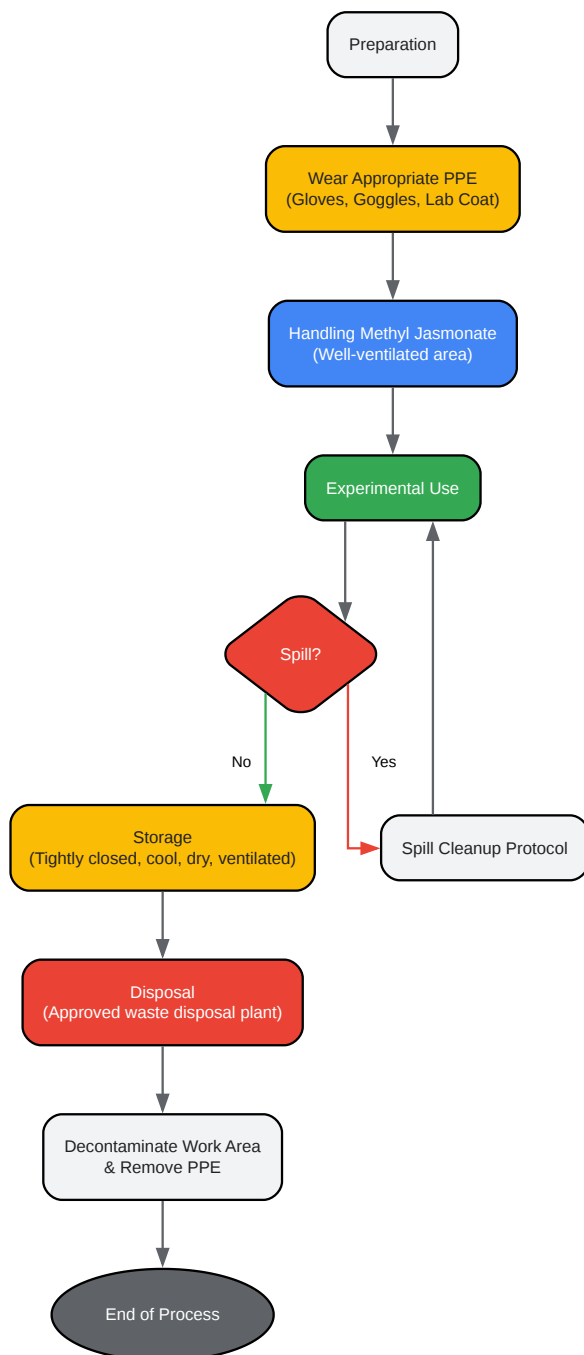 Preparation
Wear Appropriate PPE
(Gloves, Goggles, Lab Coat)
Handling Methyl Jasmonate
(Well-ventilated area)
Experimental Use
Spill?
No
Yes
Storage
(Tightly closed, cool, dry, ventilated)
Spill Cleanup Protocol
Disposal
(Approved waste disposal plant)
Decontaminate Work Area
& Remove PPE
End of Process